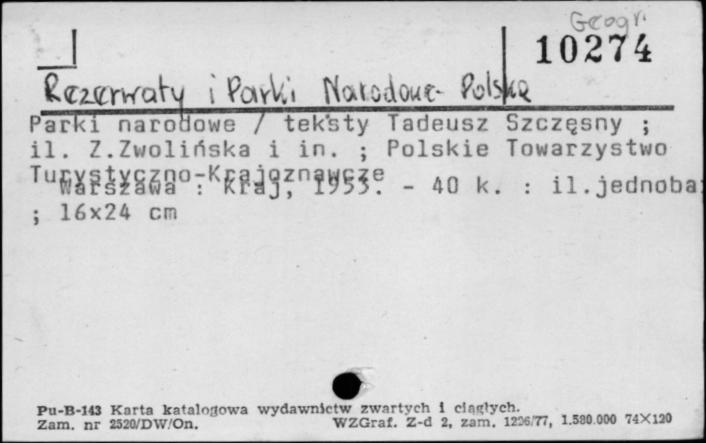 Geogr.
10274
Rezerwaty i Parki Narodowe - Polska
Parki narodowe / teksty Tadeusz Szczęsny ;
il. Z.Zwolińska i in. ; Polskie Towarzystwo
Turystyczno-Krajoznawcze
Warszawa : Kraj, 1953. - 40 k. : il.jednoba
; 16x24 cm
Pu-B-143 Karta katalogowa wydawnictw zwartych i ciągłych.
Zam. nr 2520/DW/On. WZGraf. Z-d 2, zam. 1226/77, 1.580.000 74X120